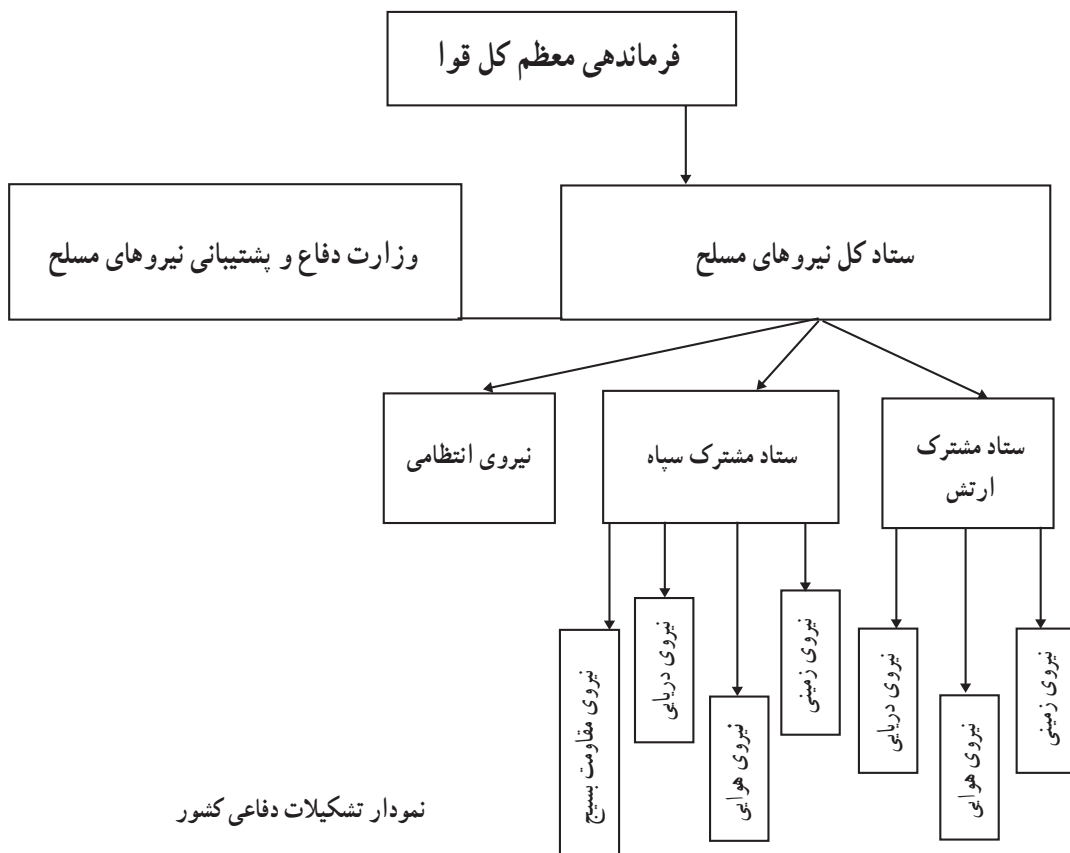 فرماندهی معظم کل قوا
ستاد کل نیروهای مسلح
وزارت دفاع و پشتیبانی نیروهای مسلح
ستاد مشترک
ارتش
ستاد مشترک سپاه
نیروی انتظامی
نیروی زمینی
نیروی هوایی
نیروی دریایی
نیروی زمینی
نیروی هوایی
نیروی دریایی
نیروی مقاومت بسیج
نمودار تشکیلات دفاعی کشور